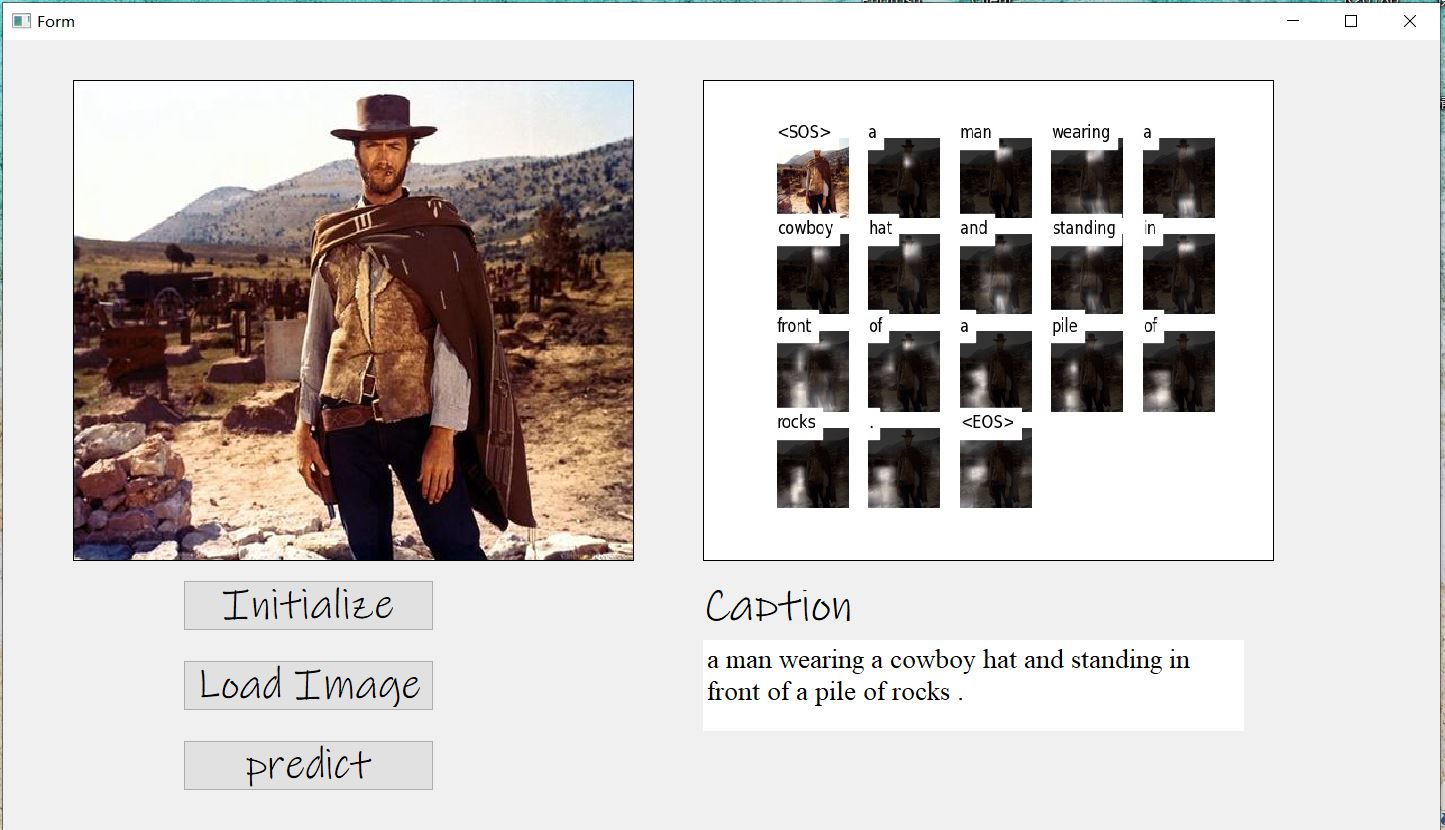 Form
<SOS> a man wearing a
cowboy hat and standing in
front of a pile of
rocks . <EOS>
Initialize
Load Image
predict
Caption
a man wearing a cowboy hat and standing in
front of a pile of rocks .